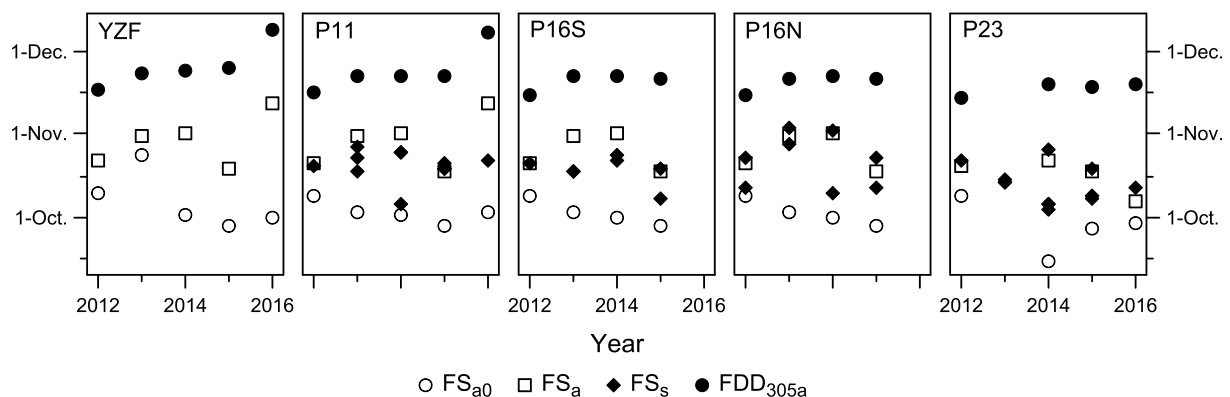 YZF P11 P16S P16N P23
1-Dec. 1-Dec.
1-Nov. 1-Nov.
1-Oct. 1-Oct.
2012 2014 2016 2012 2014 2016 2012 2014 2016
Year
FSa0 FSa FSs FDD305a